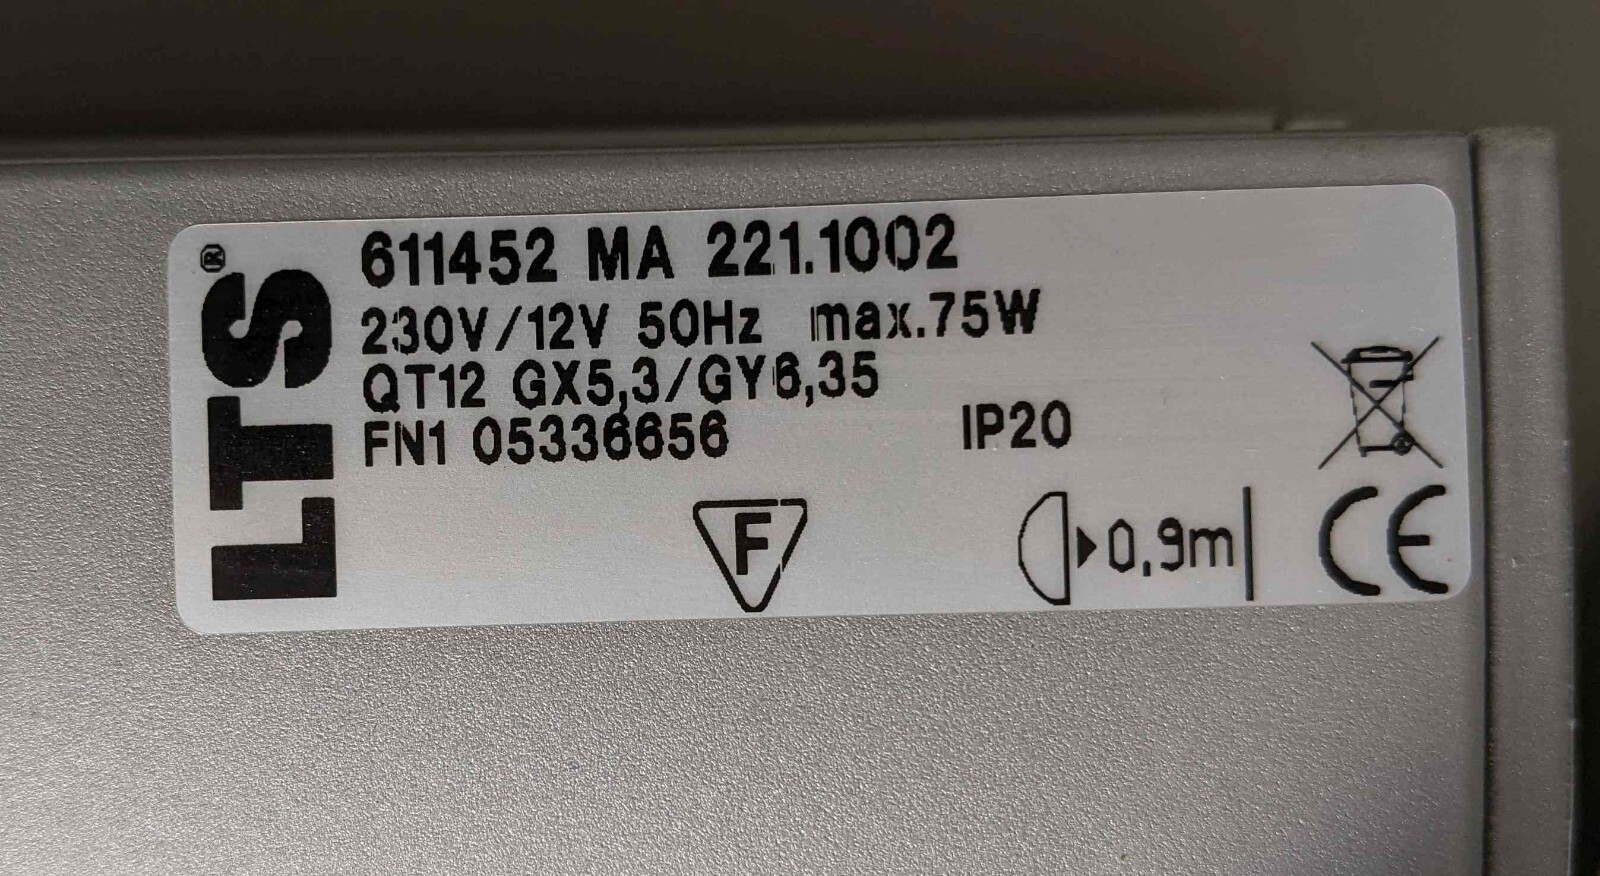 LTS®
611452 MA 221.1002
230V/12V 50Hz max.75W
QT12 GX5,3/GY6,35
FN1 05336656
IP20
F
0,9m
CE